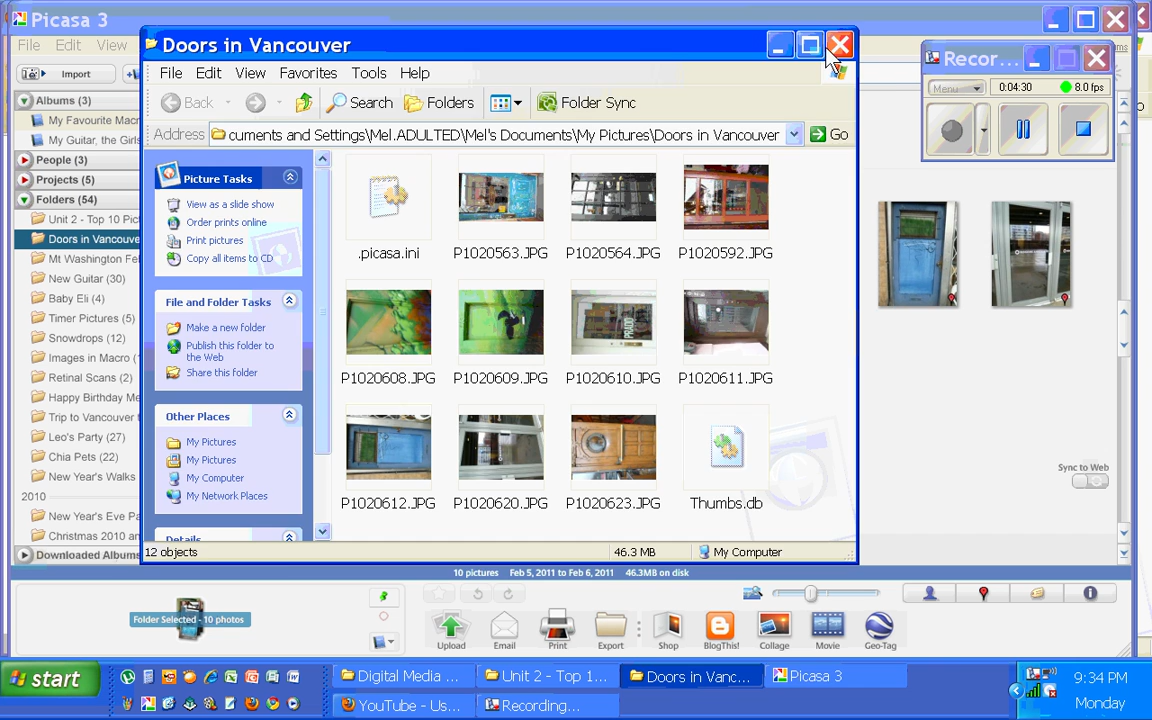 Picasa 3
File Edit View
Import
Albums (3)
My Favourite Macr
My Guitar, the Girls
People (3)
Projects (5)
Folders (54)
Unit 2 - Top 10 Pict
Doors in Vancouve
Mt Washington Fe
New Guitar (30)
Baby Eli (4)
Timer Pictures (5)
Snowdrops (12)
Images in Macro (
Retinal Scans (2)
Happy Birthday Me
Trip to Vancouver t
Leo's Party (27)
Chia Pets (22)
New Year's Walks
2010
New Year's Eve Pa
Christmas 2010 an
Downloaded Albums
Doors in Vancouver
File Edit View Favorites Tools Help
Back Search Folders Folder Sync
Address cuments and Settings\Mel.ADULTED\Mel's Documents\My Pictures\Doors in Vancouver Go
Picture Tasks
View as a slide show
Order prints online
Print pictures
Copy all items to CD
File and Folder Tasks
Make a new folder
Publish this folder to
the Web
Share this folder
Other Places
My Pictures
My Pictures
My Computer
My Network Places
Details
.picasa.ini P1020563.JPG P1020564.JPG P1020592.JPG
P1020608.JPG P1020609.JPG P1020610.JPG P1020611.JPG
P1020612.JPG P1020620.JPG P1020623.JPG Thumbs.db
12 objects 46.3 MB My Computer
Recor...
Menu 0:04:30 8.0 fps
Sync to Web
10 pictures Feb 5, 2011 to Feb 6, 2011 46.3MB on disk
Folder Selected - 10 photos
Upload Email Print Export Shop BlogThis! Collage Movie Geo-Tag
start
Digital Media ... Unit 2 - Top 1... Doors in Vanc... Picasa 3
YouTube - Us... Recording...
9:34 PM
Monday